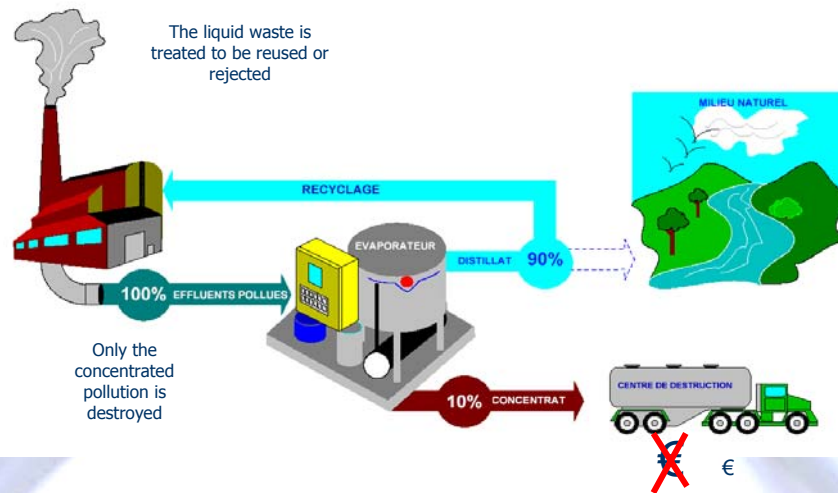 The liquid waste is
treated to be reused or
rejected
MILIEU NATUREL
RECYCLAGE
EVAPORATEUR
DISTILLAT
90%
100%
EFFLUENTS POLLUES
Only the
concentrated
pollution is
destroyed
10%
CONCENTRAT
CENTRE DE DESTRUCTION
€
€